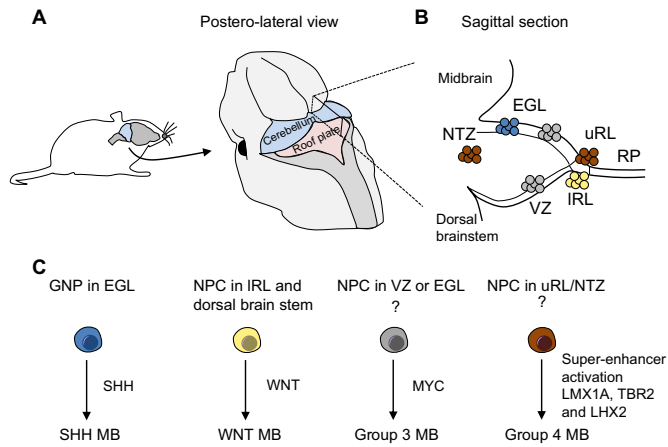 A
Postero-lateral view
B
Sagittal section
Cerebellum
Roof plate
Midbrain
EGL
NTZ
uRL
RP
VZ
lRL
Dorsal
brainstem
C
GNP in EGL
NPC in lRL and
dorsal brain stem
NPC in VZ or EGL
?
NPC in uRL/NTZ
?
SHH
WNT
MYC
Super-enhancer
activation
LMX1A, TBR2
and LHX2
SHH MB
WNT MB
Group 3 MB
Group 4 MB